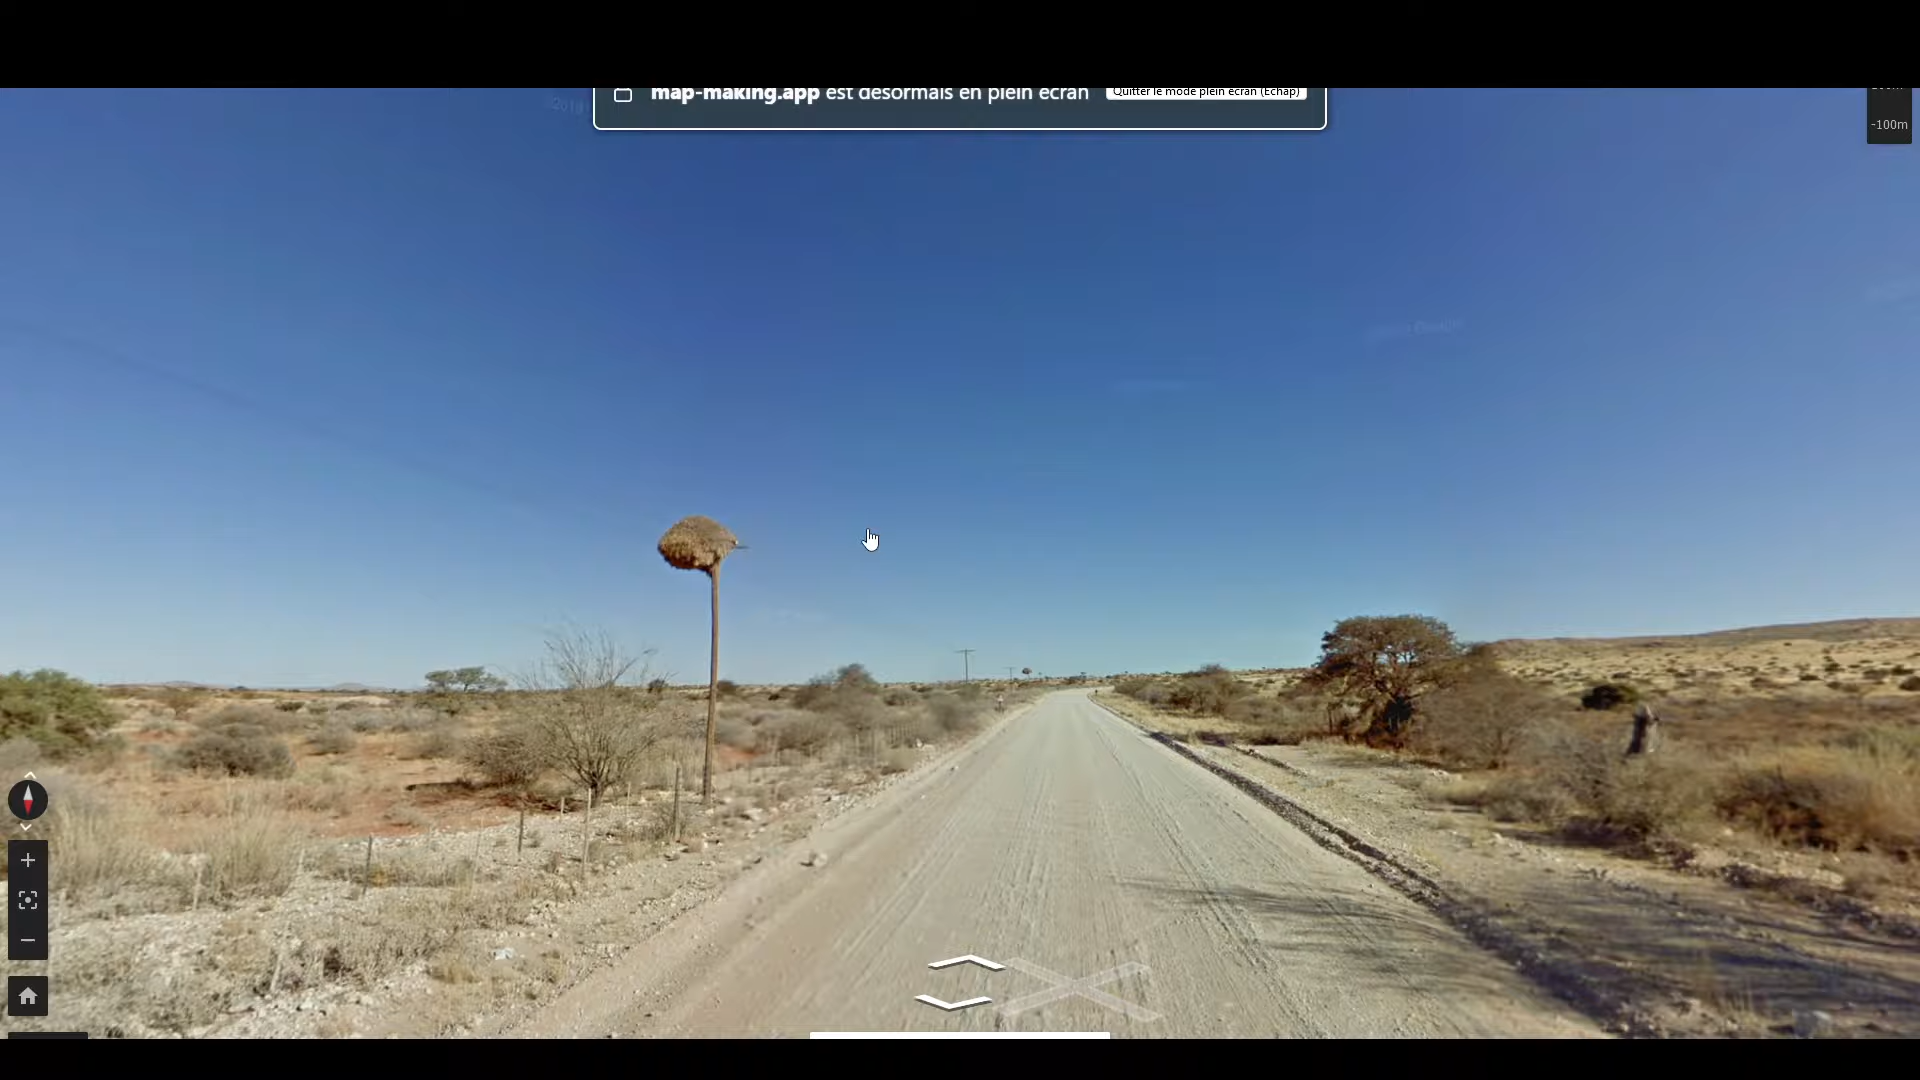 map-making.app est désormais en plein écran
Quitter le mode plein écran (Échap)
-100m